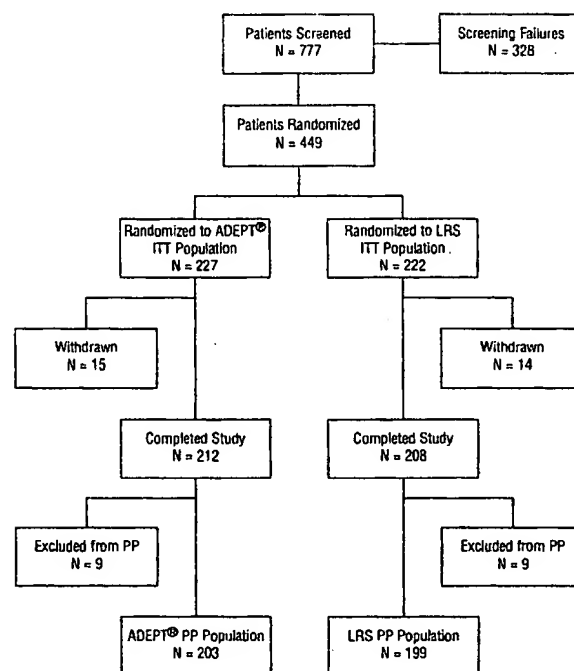 Patients Screened
N = 777
Screening Failures
N = 328
Patients Randomized
N = 449
Randomized to ADEPT®
ITT Population
N = 227
Randomized to LRS
ITT Population
N = 222
Withdrawn
N = 15
Withdrawn
N = 14
Completed Study
N = 212
Completed Study
N = 208
Excluded from PP
N = 9
Excluded from PP
N = 9
ADEPT® PP Population
N = 203
LRS PP Population
N = 199